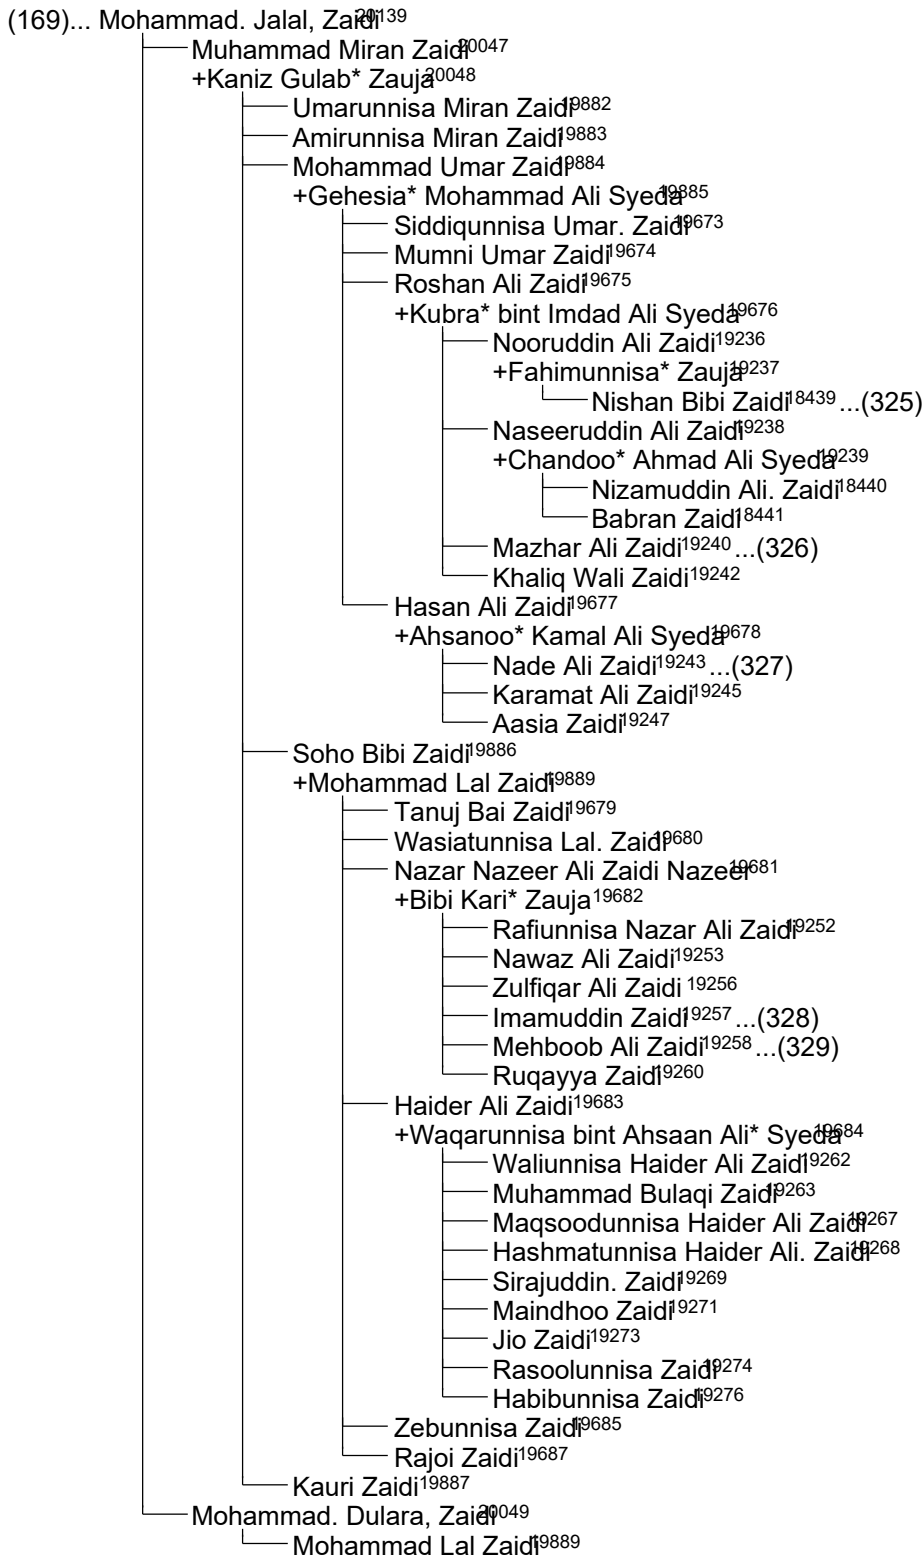 (169)... Mohammad. Jalal, Zaidi20139
Muhammad Miran Zaidi20047
+Kaniz Gulab* Zauja20048
Umarunnisa Miran Zaidi19882
Amirunnisa Miran Zaidi19883
Mohammad Umar Zaidi19884
+Gehesia* Mohammad Ali Syeda19885
Siddiqunnisa Umar. Zaidi19673
Mumni Umar Zaidi19674
Roshan Ali Zaidi19675
+Kubra* bint Imdad Ali Syeda19676
Nooruddin Ali Zaidi19236
+Fahimunnisa* Zauja19237
Nishan Bibi Zaidi18439 ...(325)
Naseeruddin Ali Zaidi19238
+Chandoo* Ahmad Ali Syeda19239
Nizamuddin Ali. Zaidi18440
Babran Zaidi18441
Mazhar Ali Zaidi19240 ...(326)
Khaliq Wali Zaidi19242
Hasan Ali Zaidi19677
+Ahsanoo* Kamal Ali Syeda19678
Nade Ali Zaidi19243 ...(327)
Karamat Ali Zaidi19245
Aasia Zaidi19247
Soho Bibi Zaidi19886
+Mohammad Lal Zaidi19889
Tanuj Bai Zaidi19679
Wasiatunnisa Lal. Zaidi19680
Nazar Nazeer Ali Zaidi Nazeer19681
+Bibi Kari* Zauja19682
Rafiunnisa Nazar Ali Zaidi19252
Nawaz Ali Zaidi19253
Zulfiqar Ali Zaidi 19256
Imamuddin Zaidi19257 ...(328)
Mehboob Ali Zaidi19258 ...(329)
Ruqayya Zaidi19260
Haider Ali Zaidi19683
+Waqarunnisa bint Ahsaan Ali* Syeda19684
Waliunnisa Haider Ali Zaidi19262
Muhammad Bulaqi Zaidi19263
Maqsoodunnisa Haider Ali Zaidi19267
Hashmatunnisa Haider Ali. Zaidi19268
Sirajuddin. Zaidi19269
Maindhoo Zaidi19271
Jio Zaidi19273
Rasoolunnisa Zaidi19274
Habibunnisa Zaidi19276
Zebunnisa Zaidi19685
Rajoi Zaidi19687
Kauri Zaidi19887
Mohammad. Dulara, Zaidi20049
Mohammad Lal Zaidi19889